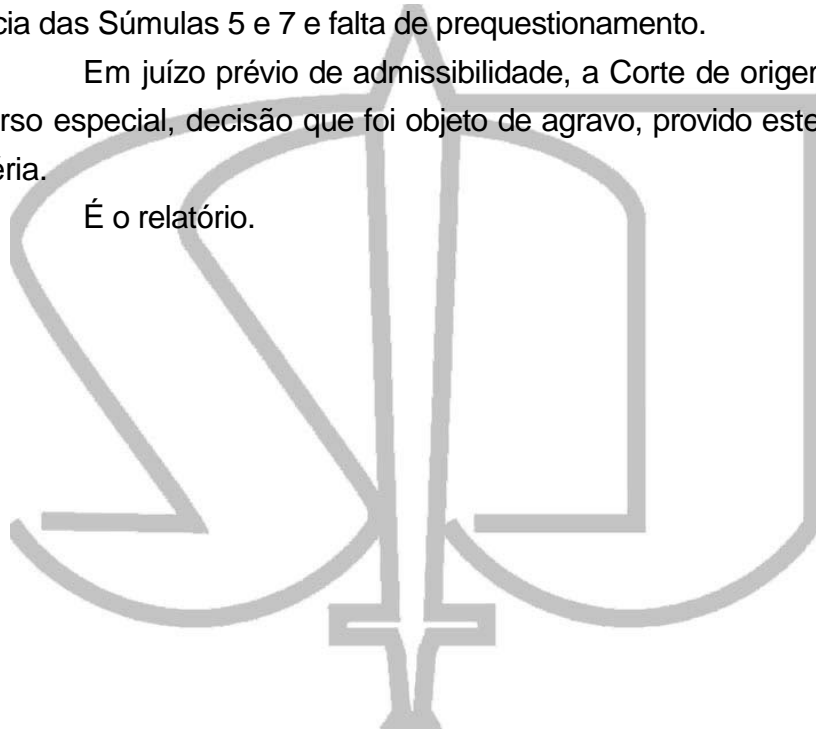 cia das Súmulas 5 e 7 e falta de prequestionamento.
Em juízo prévio de admissibilidade, a Corte de origem
rso especial, decisão que foi objeto de agravo, provido este
éria.
É o relatório.